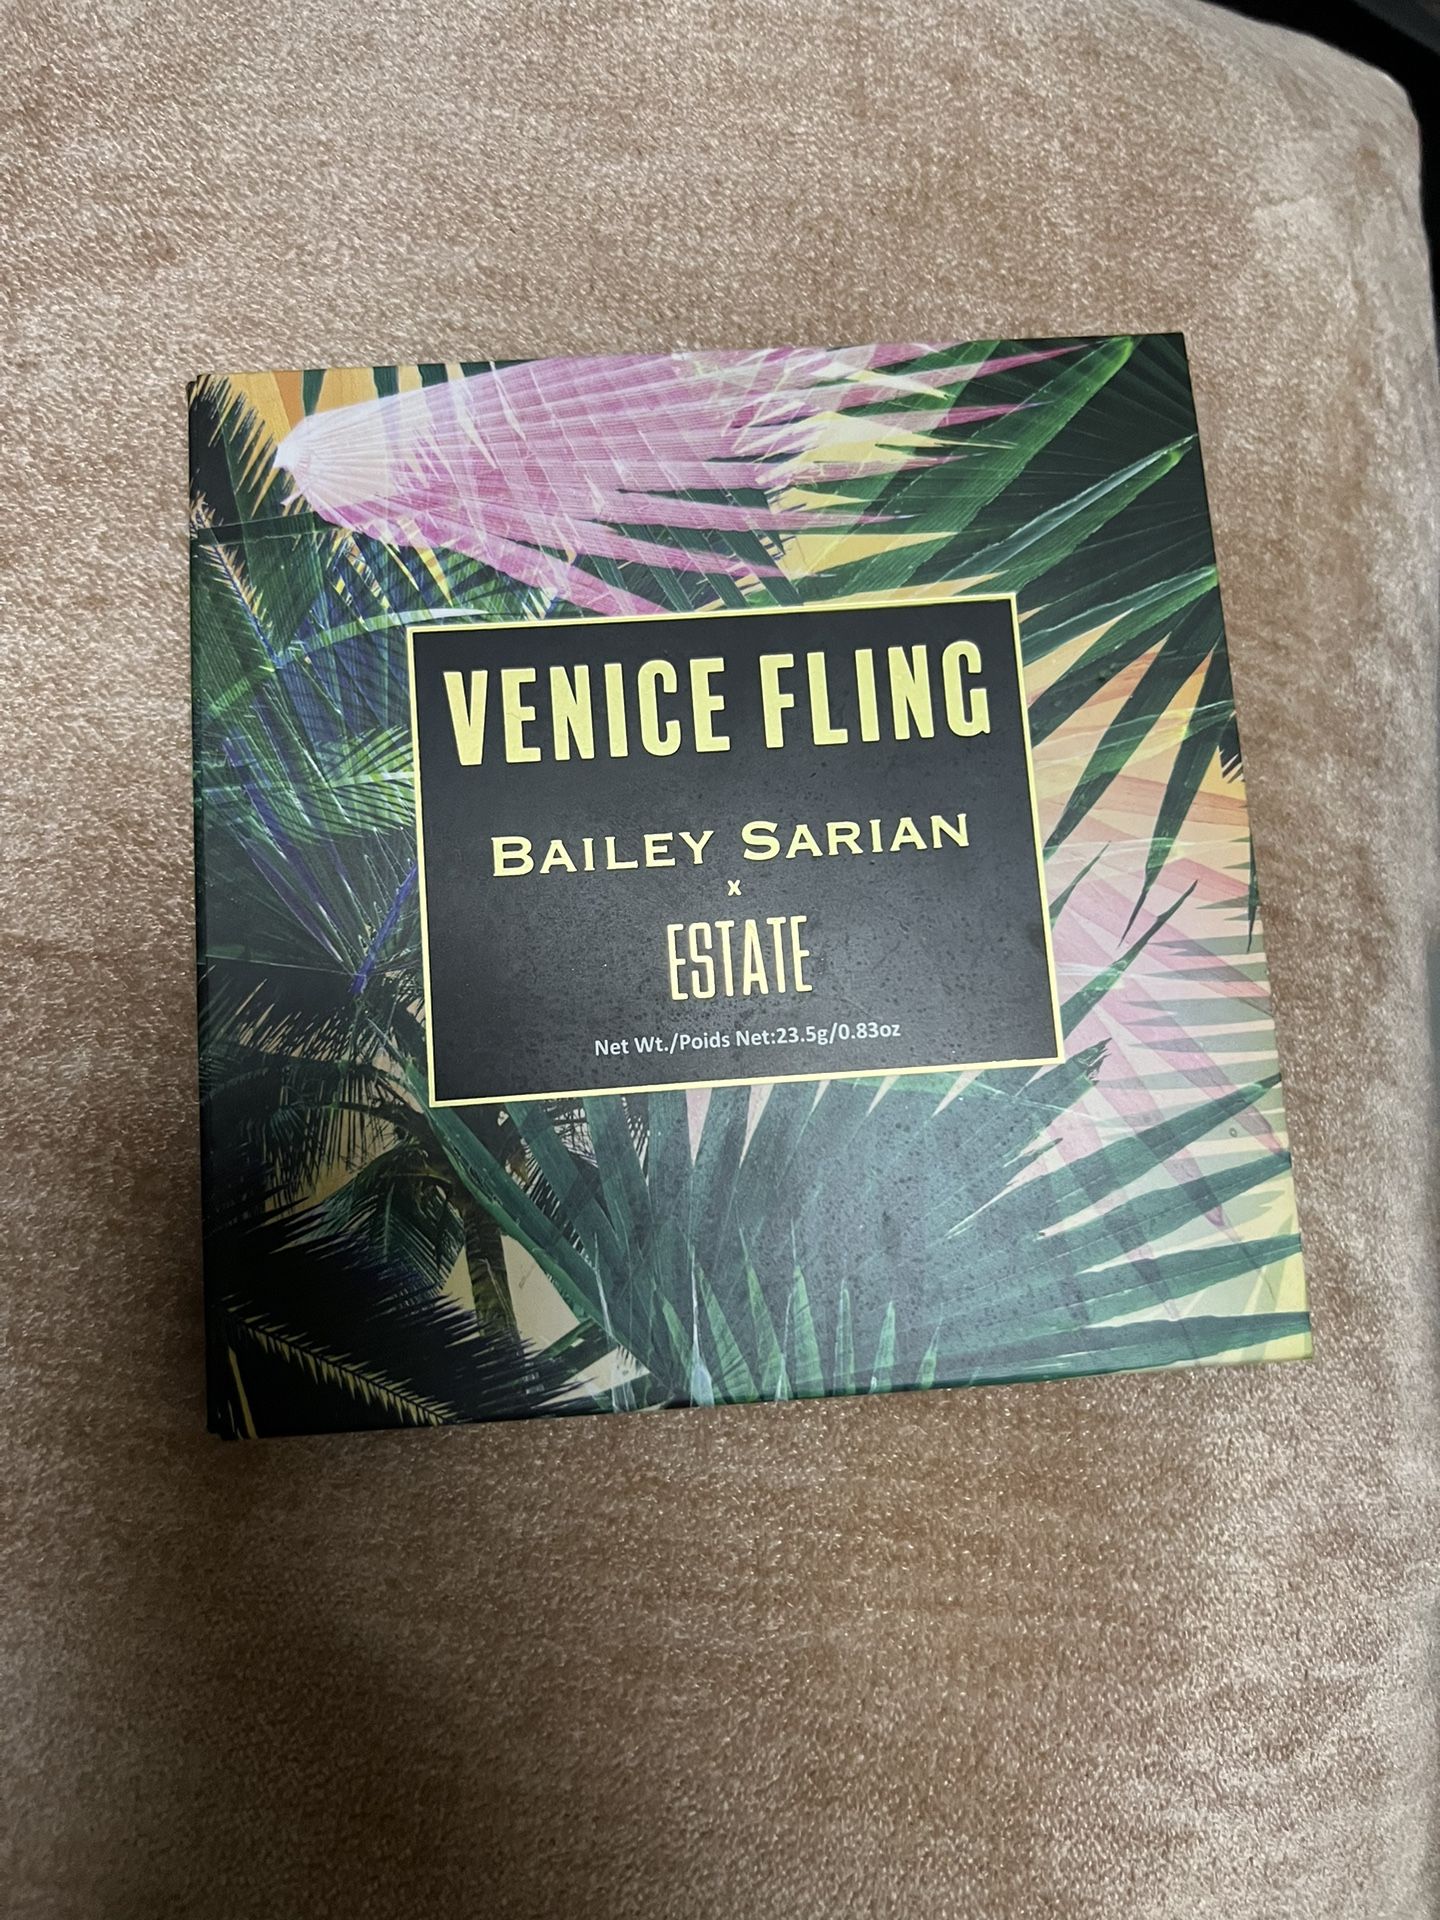 VENICE FLING
BAILEY SARIAN
x
ESTATE
Net Wt./Poids Net:23.5g/0.83oz